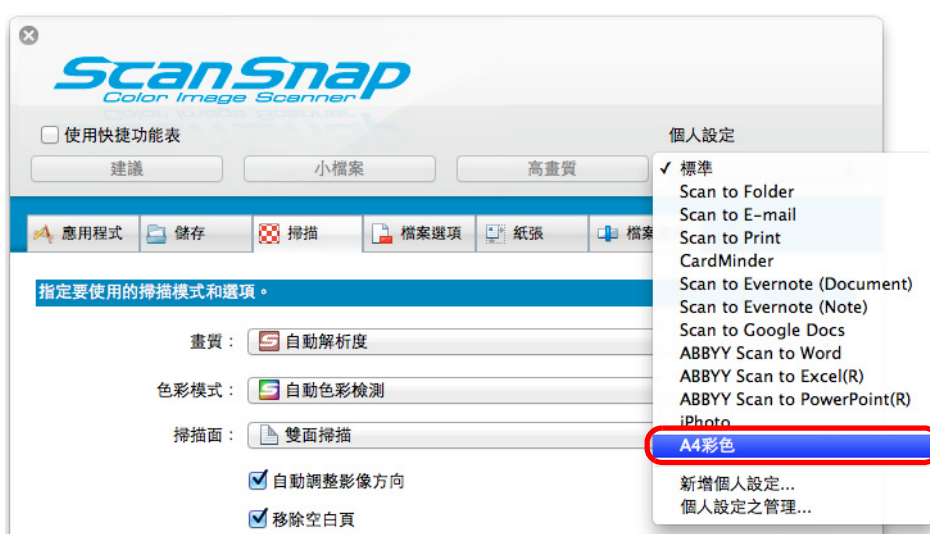 ScanSnap
Color Image Scanner
使用快捷功能表
個人設定
建議
小檔案
高畫質
標準
Scan to Folder
Scan to E-mail
Scan to Print
CardMinder
Scan to Evernote (Document)
Scan to Evernote (Note)
Scan to Google Docs
ABBYY Scan to Word
ABBYY Scan to Excel(R)
ABBYY Scan to PowerPoint(R)
iPhoto
A4彩色
新增個人設定...
個人設定之管理...
應用程式
儲存
掃描
檔案選項
紙張
檔案
指定要使用的掃描模式和選項。
畫質：
自動解析度
色彩模式：
自動色彩檢測
掃描面：
雙面掃描
自動調整影像方向
移除空白頁